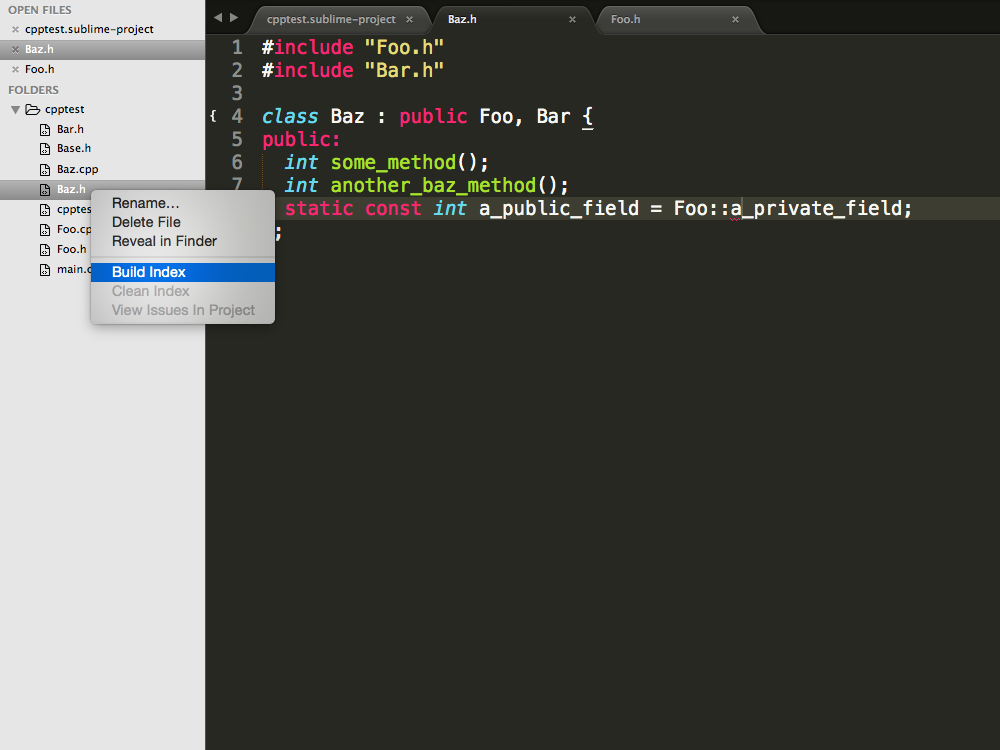 OPEN FILES
cpptest.sublime-project
Baz.h
Foo.h
FOLDERS
cpptest
Bar.h
Base.h
Baz.cpp
Baz.h
cpptes
Foo.cp
Foo.h
main.c
Rename...
Delete File
Reveal in Finder
Build Index
Clean Index
View Issues In Project
cpptest.sublime-project
Baz.h
Foo.h
1 #include "Foo.h"
2 #include "Bar.h"
3
{ 4 class Baz : public Foo, Bar {
5 public:
6 int some_method();
7 int another_baz_method();
static const int a_public_field = Foo::a_private_field;
;